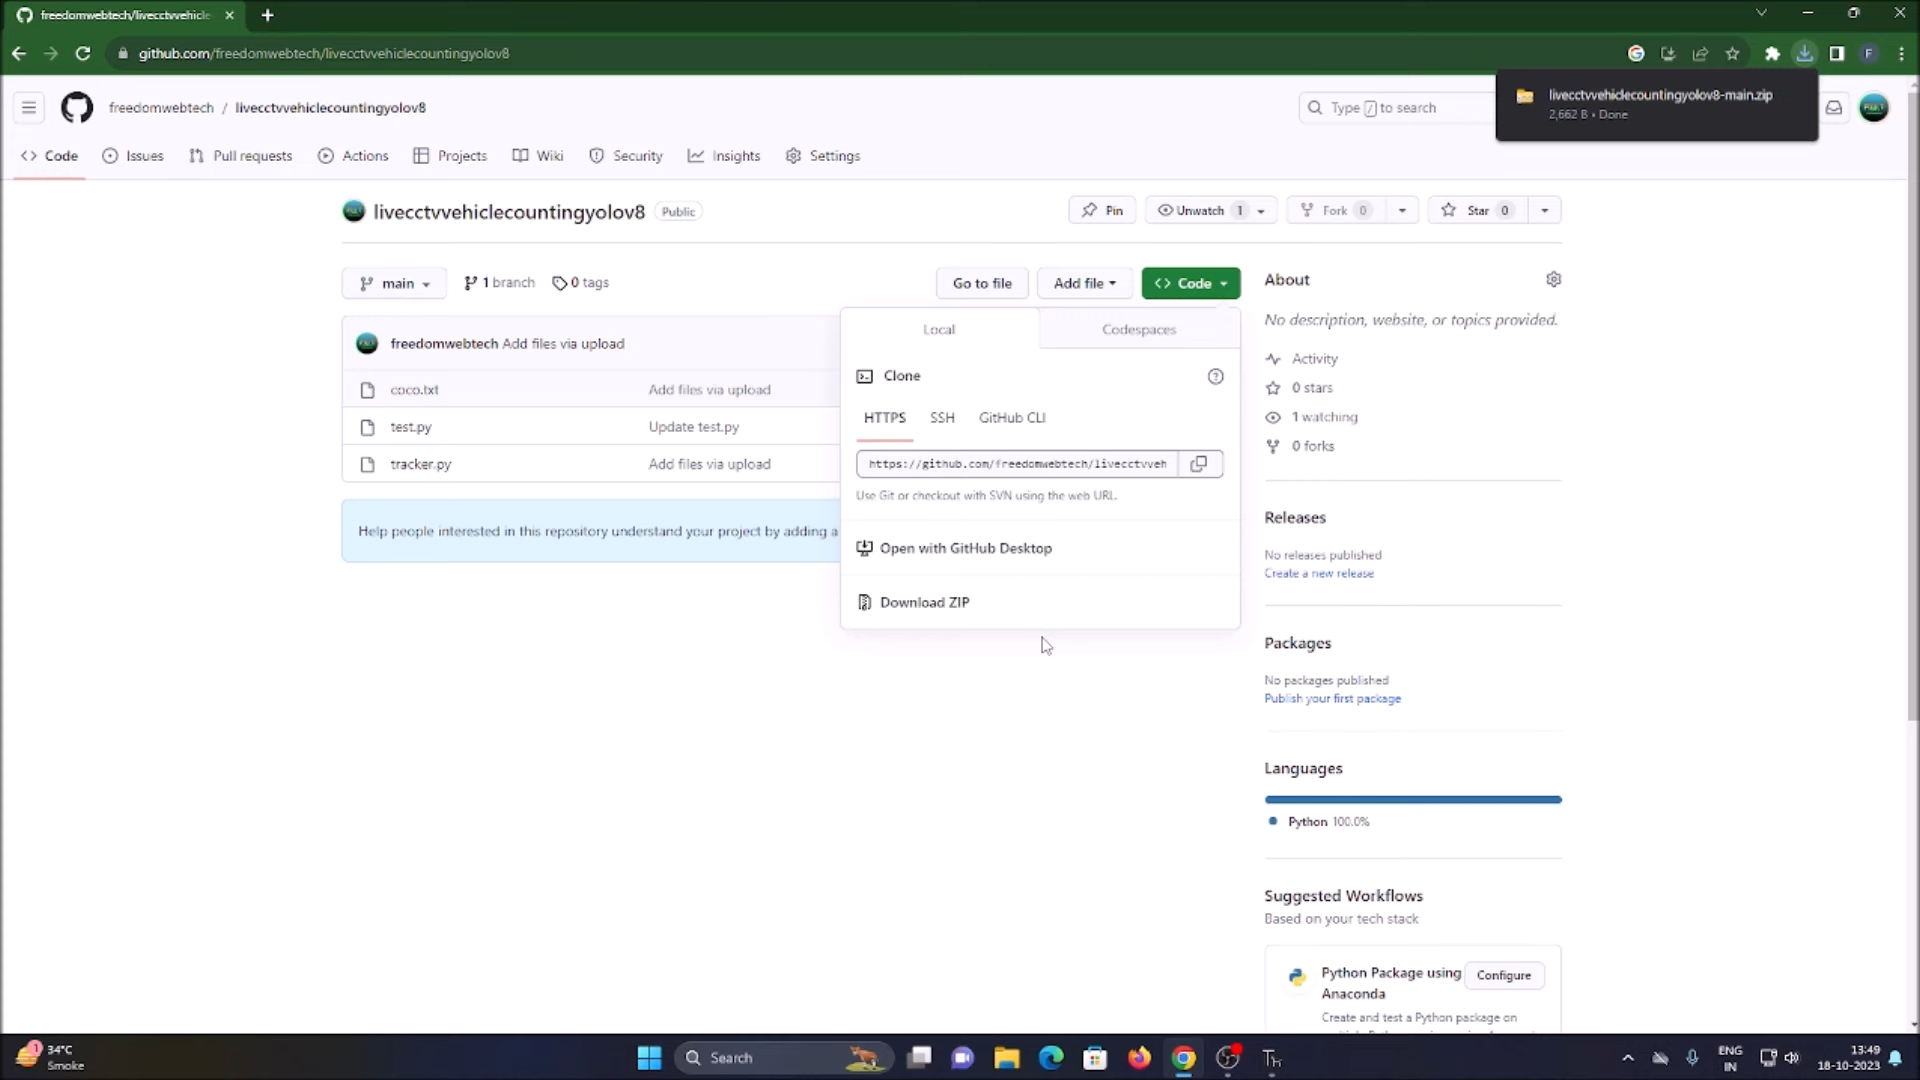 freedomwebtech/livecctvvehicle
github.com/freedomwebtech/livecctvvehiclecountingyolov8
livecctvvehiclecountingyolov8-main.zip
2,662 B • Done
freedomwebtech / livecctvvehiclecountingyolov8
Type / to search
Code Issues Pull requests Actions Projects Wiki Security Insights Settings
livecctvvehiclecountingyolov8 Public
Pin Unwatch 1 Fork 0 Star 0
main 1 branch 0 tags Go to file Add file Code
About
No description, website, or topics provided.
Local Codespaces
freedomwebtech Add files via upload
Activity
Clone
coco.txt Add files via upload
0 stars
HTTPS SSH GitHub CLI
1 watching
test.py Update test.py
0 forks
tracker.py Add files via upload
https://github.com/freedomwebtech/livecctvveh
Use Git or checkout with SVN using the web URL.
Releases
Help people interested in this repository understand your project by adding a
Open with GitHub Desktop
No releases published
Create a new release
Download ZIP
Packages
No packages published
Publish your first package
Languages
Python 100.0%
Suggested Workflows
Based on your tech stack
Python Package using Anaconda
Configure
Create and test a Python package on
34°C
Smoke
Search
ENG
IN
13:49
18-10-2023